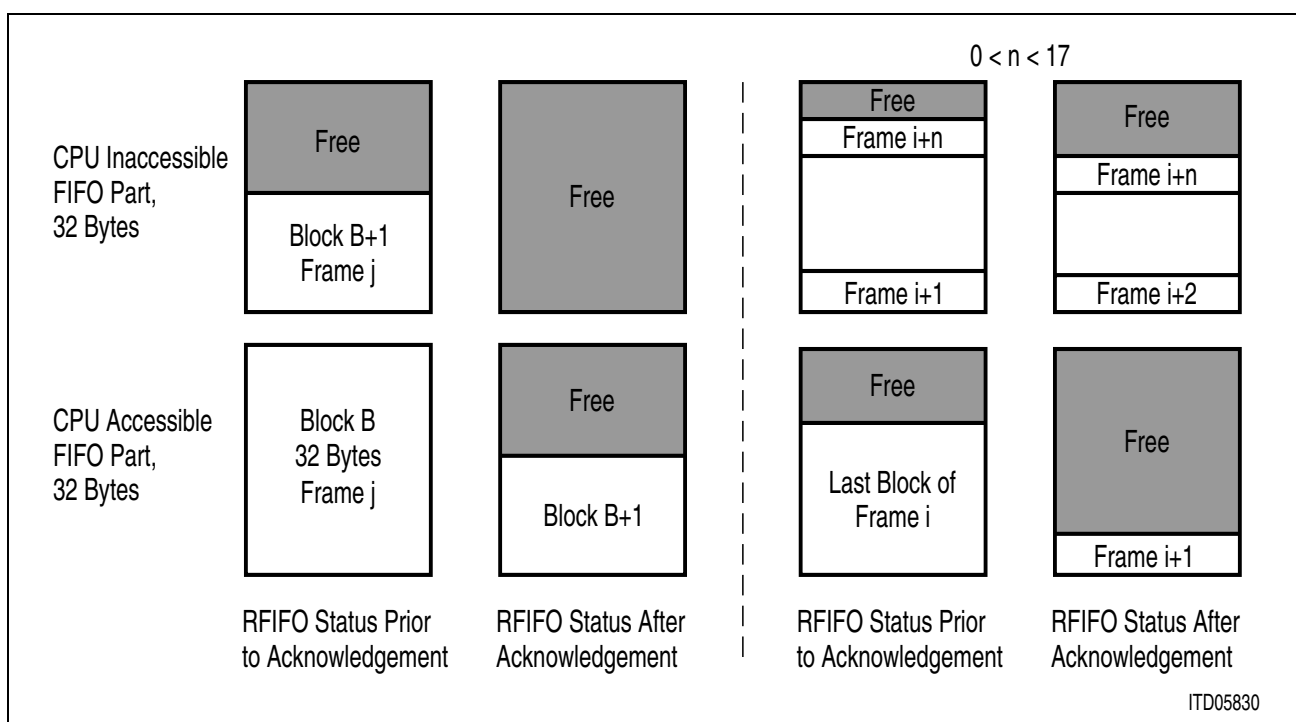 0 < n < 17
CPU Inaccessible
FIFO Part,
32 Bytes
Free
Block B+1
Frame j
Free
Free
Frame i+n
Frame i+1
Free
Frame i+n
Frame i+2
CPU Accessible
FIFO Part,
32 Bytes
Block B
32 Bytes
Frame j
Free
Block B+1
Free
Last Block of
Frame i
Free
Frame i+1
RFIFO Status Prior
to Acknowledgement
RFIFO Status After
Acknowledgement
RFIFO Status Prior
to Acknowledgement
RFIFO Status After
Acknowledgement
ITD05830